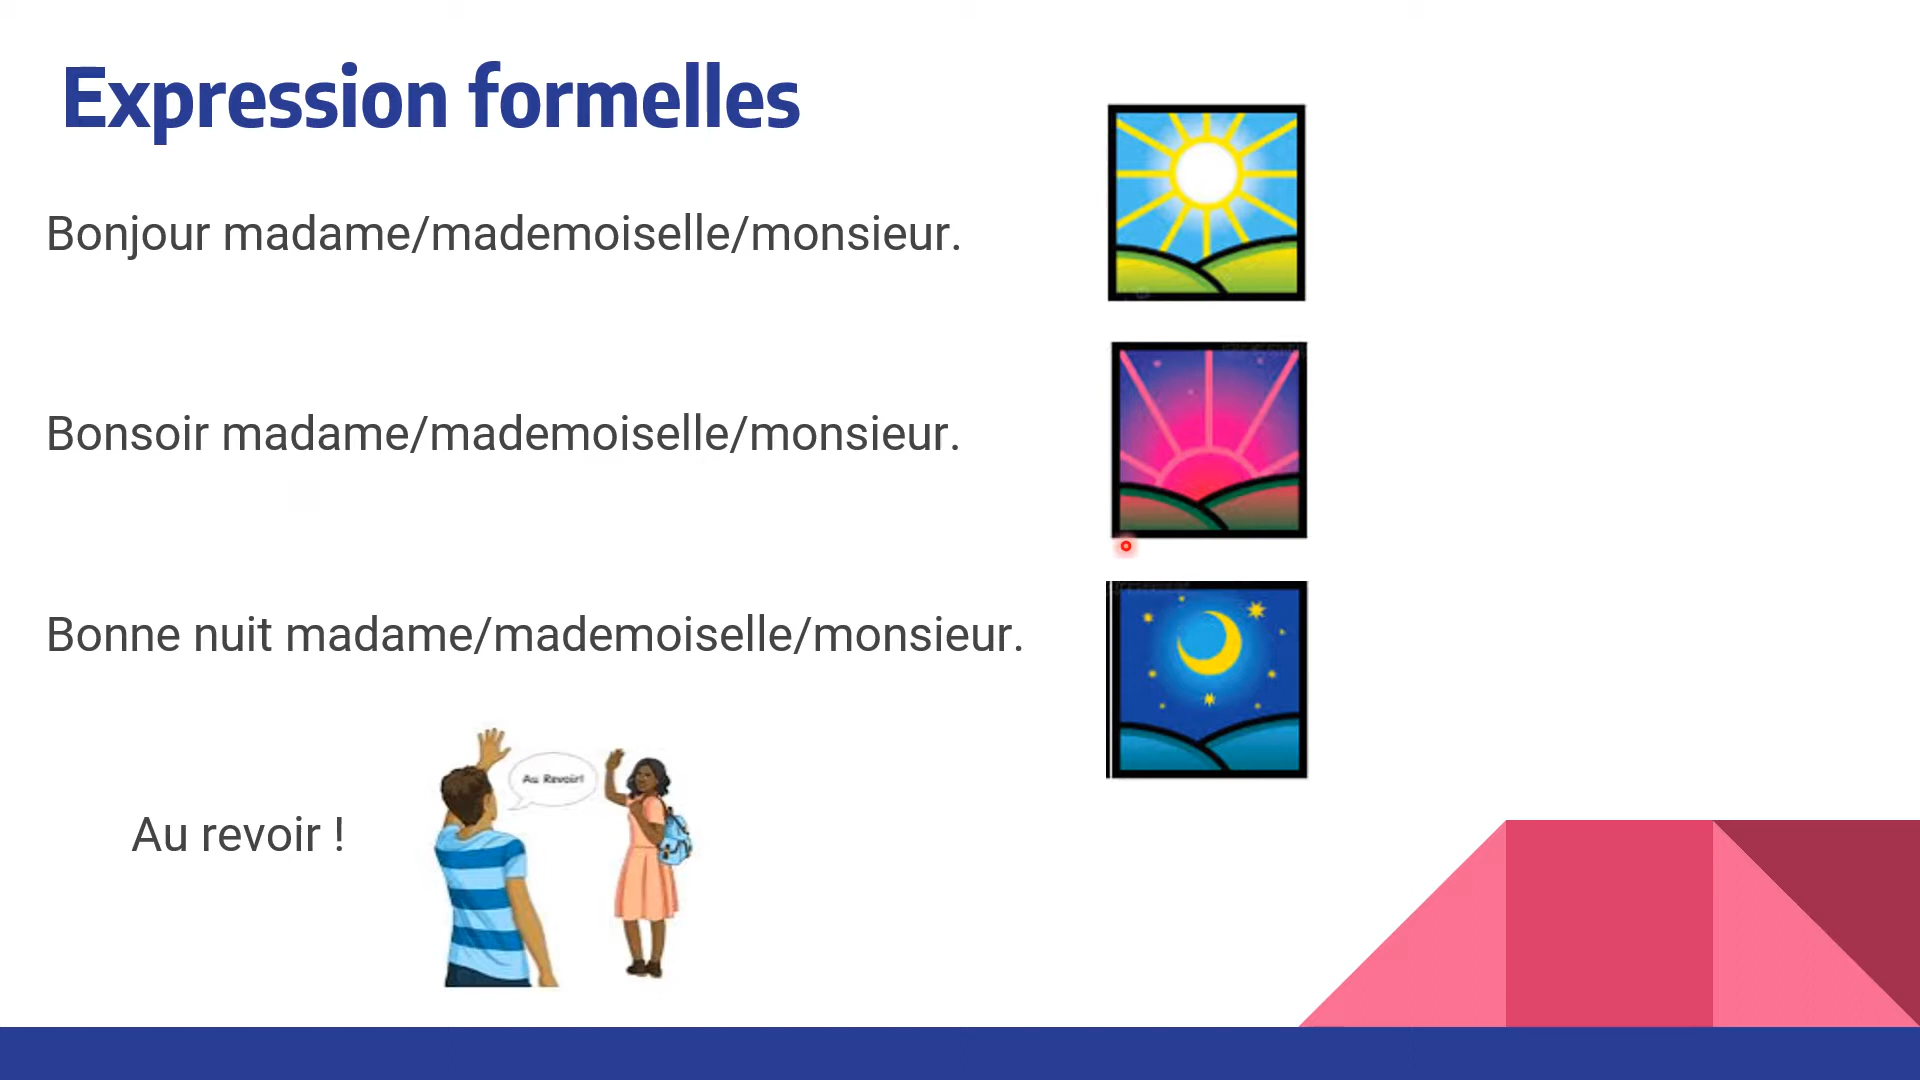 Expression formelles
Bonjour madame/mademoiselle/monsieur.
Bonsoir madame/mademoiselle/monsieur.
Bonne nuit madame/mademoiselle/monsieur.
Au Revoir!
Au revoir !